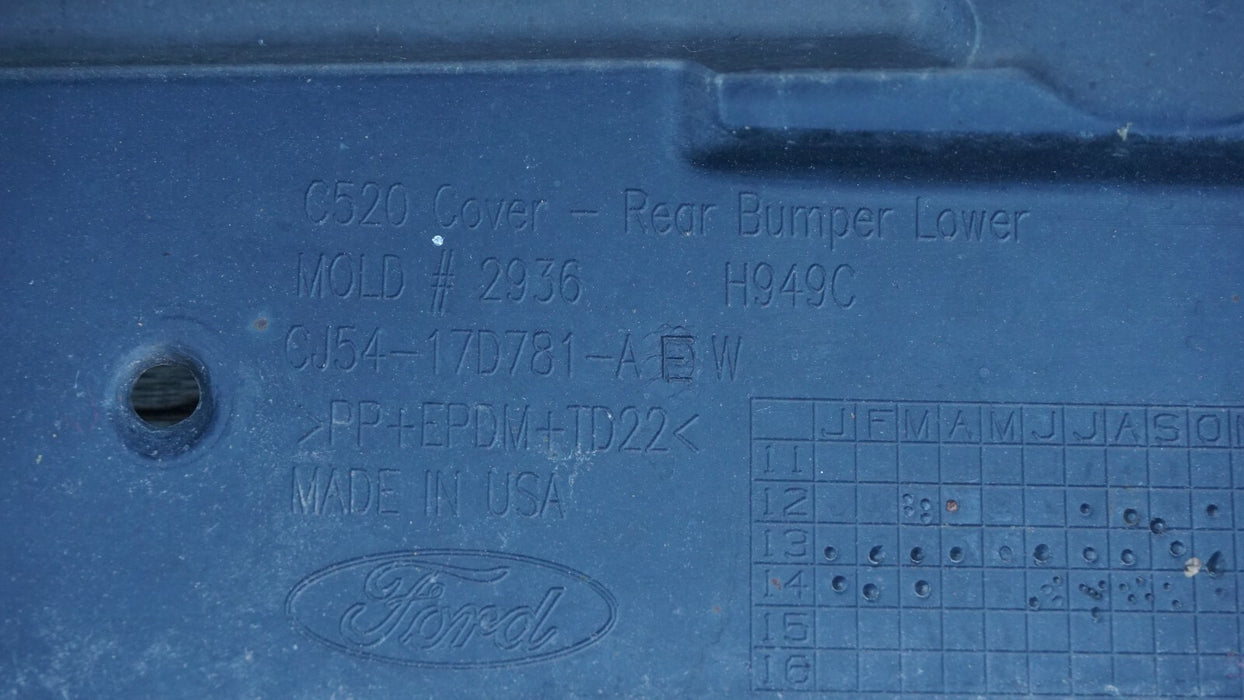 C520 Cover - Rear Bumper Lower
MOLD # 2936 H949C
CJ54-17D781-AEW
>PP+EPDM+TD22<
MADE IN USA
Ford
J F M A M J J A S O
11
12
13
14
15
16